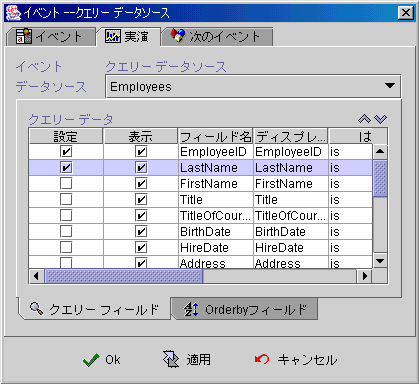 イベント --クエリー データソース
イベント 実演 次のイベント
イベント クエリー データソース
データソース Employees
クエリー データ
設定 表示 フィールド名 ディスプレ... は
EmployeeID EmployeeID is
LastName LastName is
FirstName FirstName is
Title Title is
TitleOfCour... TitleOfCour... is
BirthDate BirthDate is
HireDate HireDate is
Address Address is
クエリー フィールド Orderbyフィールド
Ok 適用 キャンセル